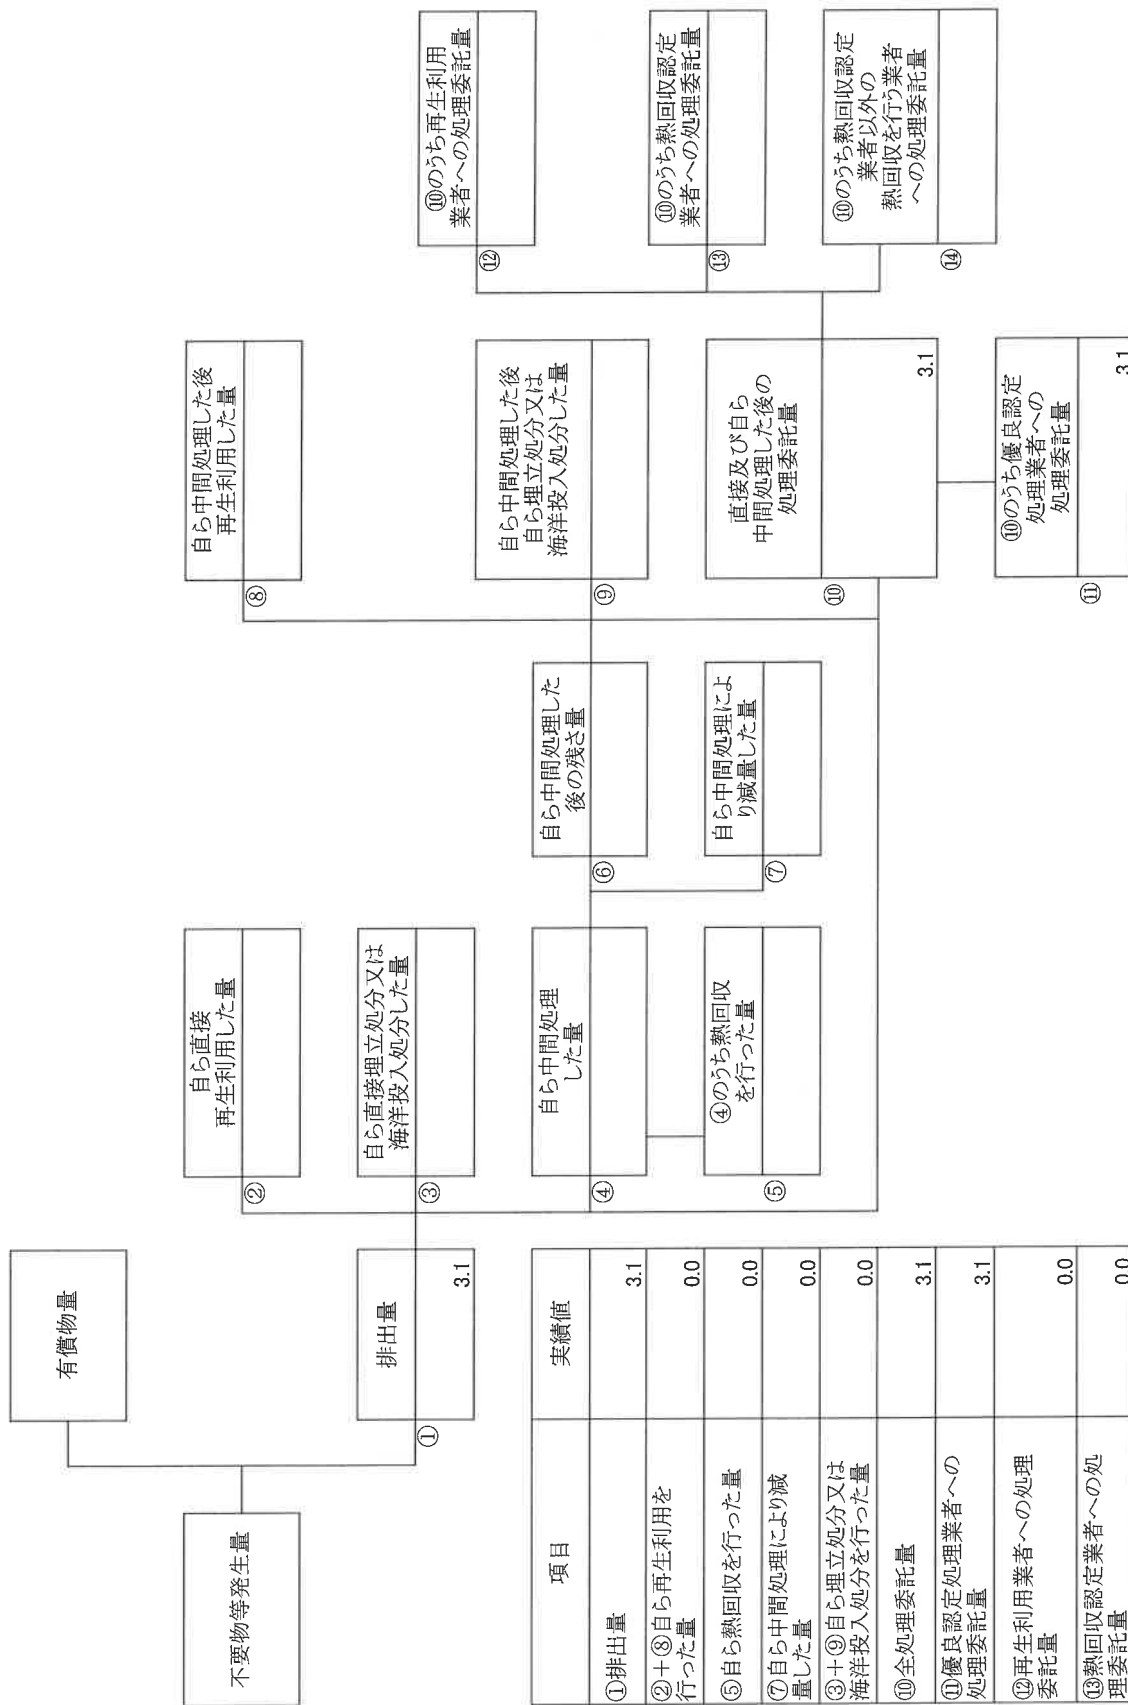 不要物等発生量
有償物量
①
排出量
3.1
②
自ら直接
再生利用した量
③
自ら直接埋立処分又は
海洋投入処分した量
④
自ら中間処理
した量
⑤
④のうち熱回収
を行った量
⑥
自ら中間処理した
後の残さ量
⑦
自ら中間処理によ
り減量した量
⑧
自ら中間処理した後
再生利用した量
⑨
自ら中間処理した後
自ら埋立処分又は
海洋投入処分した量
⑩
直接及び自ら
中間処理した後の
処理委託量
3.1
⑪
⑩のうち優良認定
処理業者への
処理委託量
3.1
⑫
⑩のうち再生利用
業者への処理委託量
⑬
⑩のうち熱回収認定
業者への処理委託量
⑭
⑩のうち熱回収認定
業者以外の
熱回収を行う業者
への処理委託量
項目 実績値
①排出量 3.1
②+⑧自ら再生利用を
行った量 0.0
⑤自ら熱回収を行った量 0.0
⑦自ら中間処理により減
量した量 0.0
③+⑨自ら埋立処分又は
海洋投入処分を行った量 0.0
⑩全処理委託量 3.1
⑪優良認定処理業者への
処理委託量 3.1
⑫再生利用業者への処理
委託量 0.0
⑬熱回収認定業者への処
理委託量 0.0